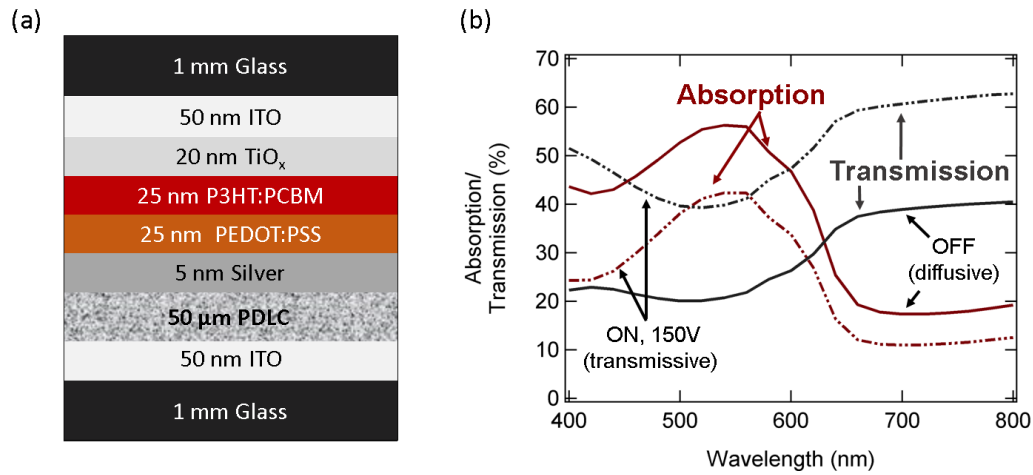 (a)
1 mm Glass
50 nm ITO
20 nm TiOₓ
25 nm P3HT:PCBM
25 nm PEDOT:PSS
5 nm Silver
50 µm PDLC
50 nm ITO
1 mm Glass
(b)
Absorption/
Transmission (%)
70
60
50
40
30
20
10
0
Absorption
Transmission
OFF
(diffusive)
ON, 150V
(transmissive)
400
500
600
700
800
Wavelength (nm)